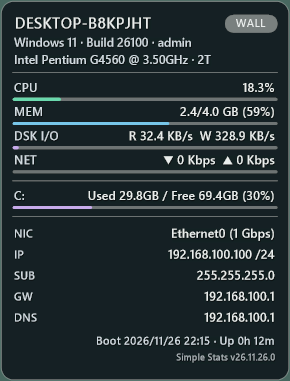 DESKTOP-B8KPJHT WALL
Windows 11 · Build 26100 · admin
Intel Pentium G4560 @ 3.50GHz · 2T
CPU 18.3%
MEM 2.4/4.0 GB (59%)
DSK I/O R 32.4 KB/s W 328.9 KB/s
NET ▼ 0 Kbps ▲ 0 Kbps
C: Used 29.8GB / Free 69.4GB (30%)
NIC Ethernet0 (1 Gbps)
IP 192.168.100.100 /24
SUB 255.255.255.0
GW 192.168.100.1
DNS 192.168.100.1
Boot 2026/11/26 22:15 · Up 0h 12m
Simple Stats v26.11.26.0